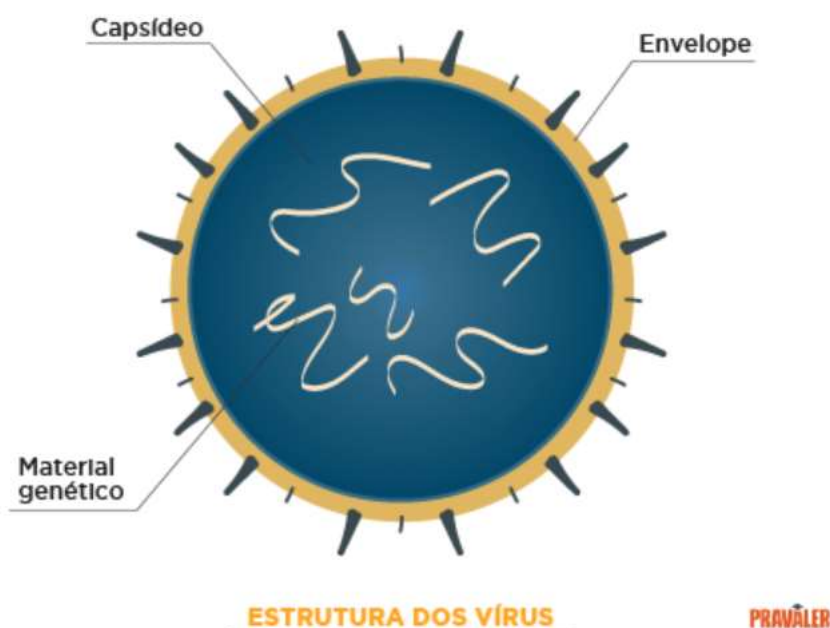 Capsídeo
Envelope
Material
genético
ESTRUTURA DOS VÍRUS
PRAVALER